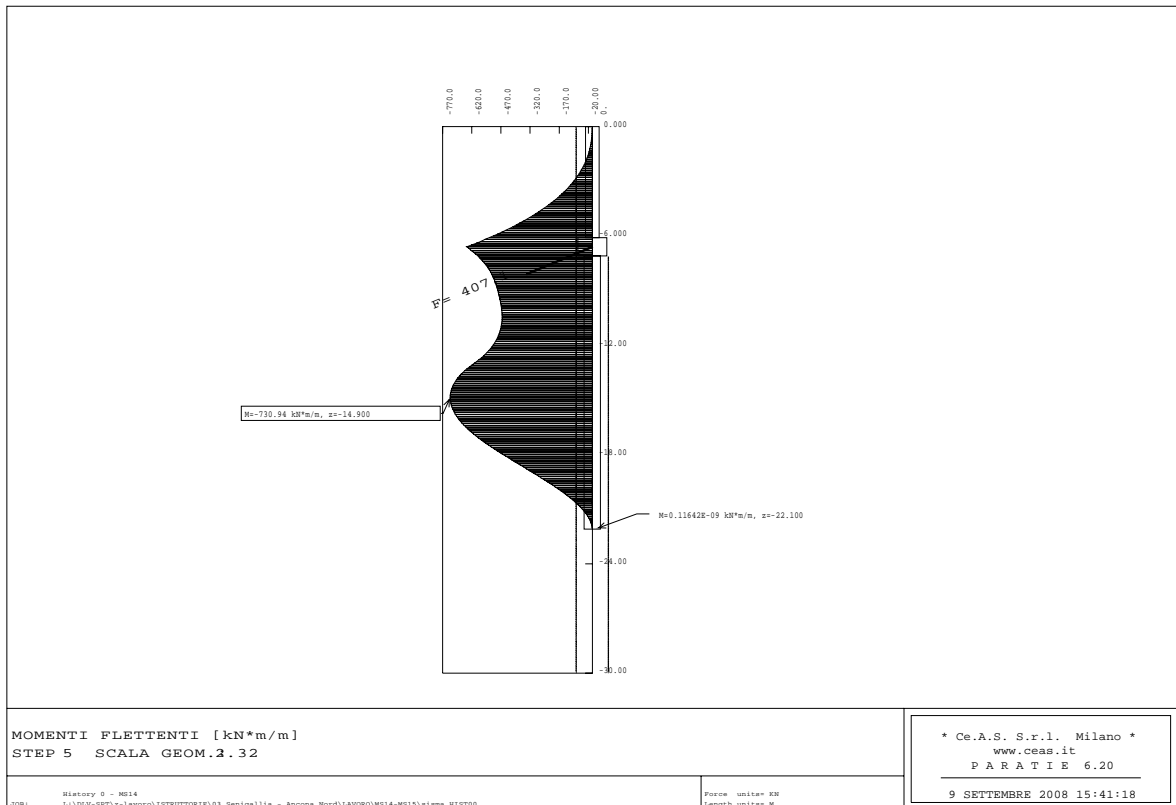 -770.0
-620.0
-470.0
-320.0
-170.0
-20.00
0.
0.000
-6.000
F= 407
-12.00
M=-730.94 kN*m/m, z=-14.900
-18.00
M=0.11642E-09 kN*m/m, z=-22.100
-24.00
-30.00
MOMENTI FLETTENTI [kN*m/m]
STEP 5 SCALA GEOM.
* Ce.A.S. S.r.l. Milano *
www.ceas.it
P A R A T I E 6.20
9 SETTEMBRE 2008 15:41:18
History 0 - MS14
Force units= KN
Length units= M